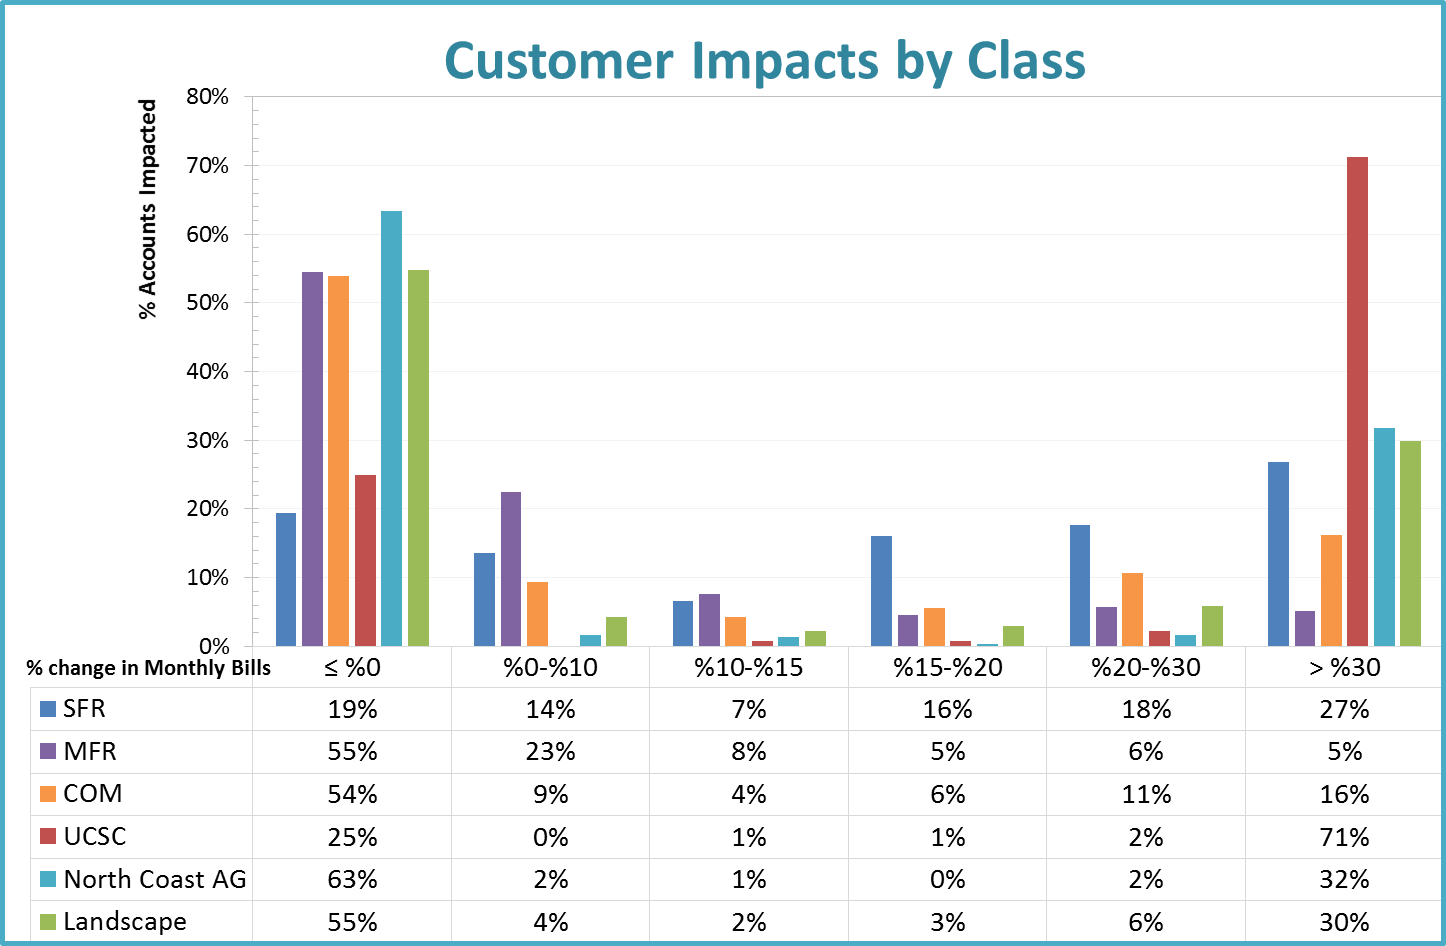 Customer Impacts by Class
% Accounts Impacted
80%
70%
60%
50%
40%
30%
20%
10%
0%
% change in Monthly Bills ≤ %0 %0-%10 %10-%15 %15-%20 %20-%30 > %30
SFR 19% 14% 7% 16% 18% 27%
MFR 55% 23% 8% 5% 6% 5%
COM 54% 9% 4% 6% 11% 16%
UCSC 25% 0% 1% 1% 2% 71%
North Coast AG 63% 2% 1% 0% 2% 32%
Landscape 55% 4% 2% 3% 6% 30%